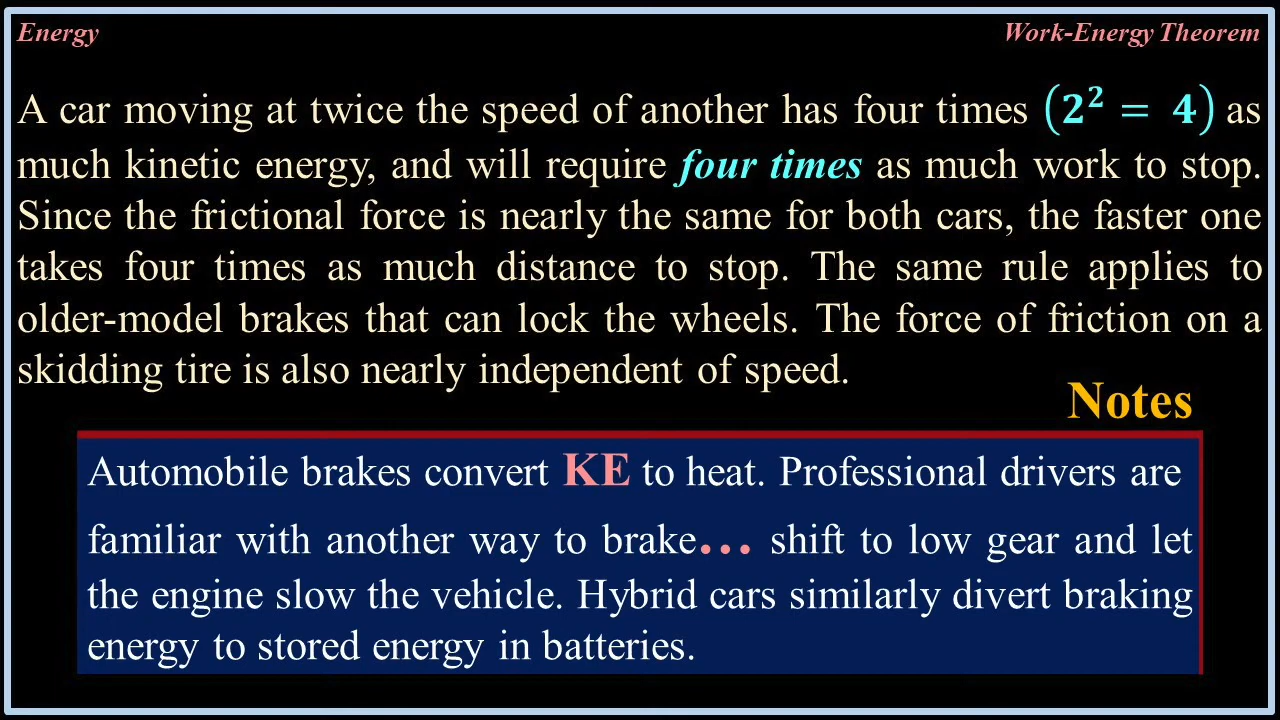 Energy
Work-Energy Theorem
A car moving at twice the speed of another has four times (2² = 4) as
much kinetic energy, and will require four times as much work to stop.
Since the frictional force is nearly the same for both cars, the faster one
takes four times as much distance to stop. The same rule applies to
older-model brakes that can lock the wheels. The force of friction on a
skidding tire is also nearly independent of speed.
Notes
Automobile brakes convert KE to heat. Professional drivers are
familiar with another way to brake… shift to low gear and let
the engine slow the vehicle. Hybrid cars similarly divert braking
energy to stored energy in batteries.